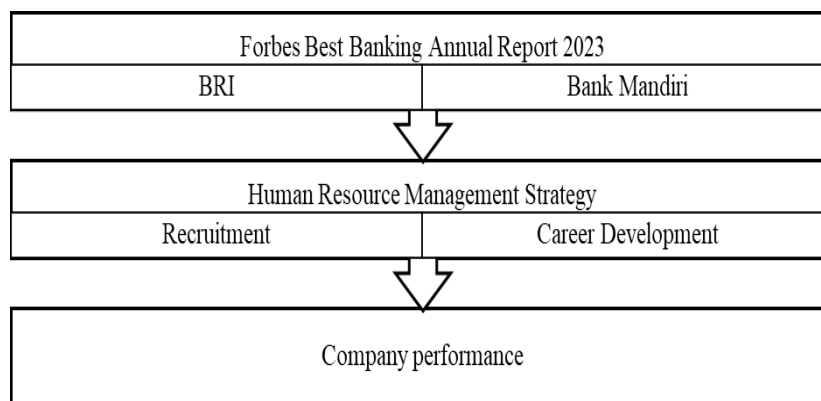 Forbes Best Banking Annual Report 2023
BRI
Bank Mandiri
Human Resource Management Strategy
Recruitment
Career Development
Company performance